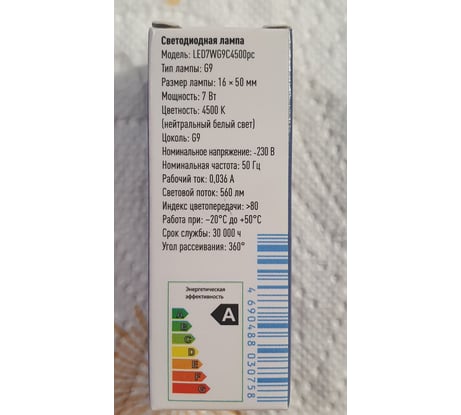 Светодиодная лампа
Модель: LED7WG9C4500pc
Тип лампы: G9
Размер лампы: 16 × 50 мм
Мощность: 7 Вт
Цветность: 4500 К
(нейтральный белый свет)
Цоколь: G9
Номинальное напряжение: ~230 В
Номинальная частота: 50 Гц
Рабочий ток: 0,036 А
Световой поток: 560 лм
Индекс цветопередачи: >80
Работа при: –20°С до +50°С
Срок службы: 30 000 ч
Угол рассеивания: 360°
Энергетическая
эффективность
A
A
B
C
D
E
F
G
4 690488 030758